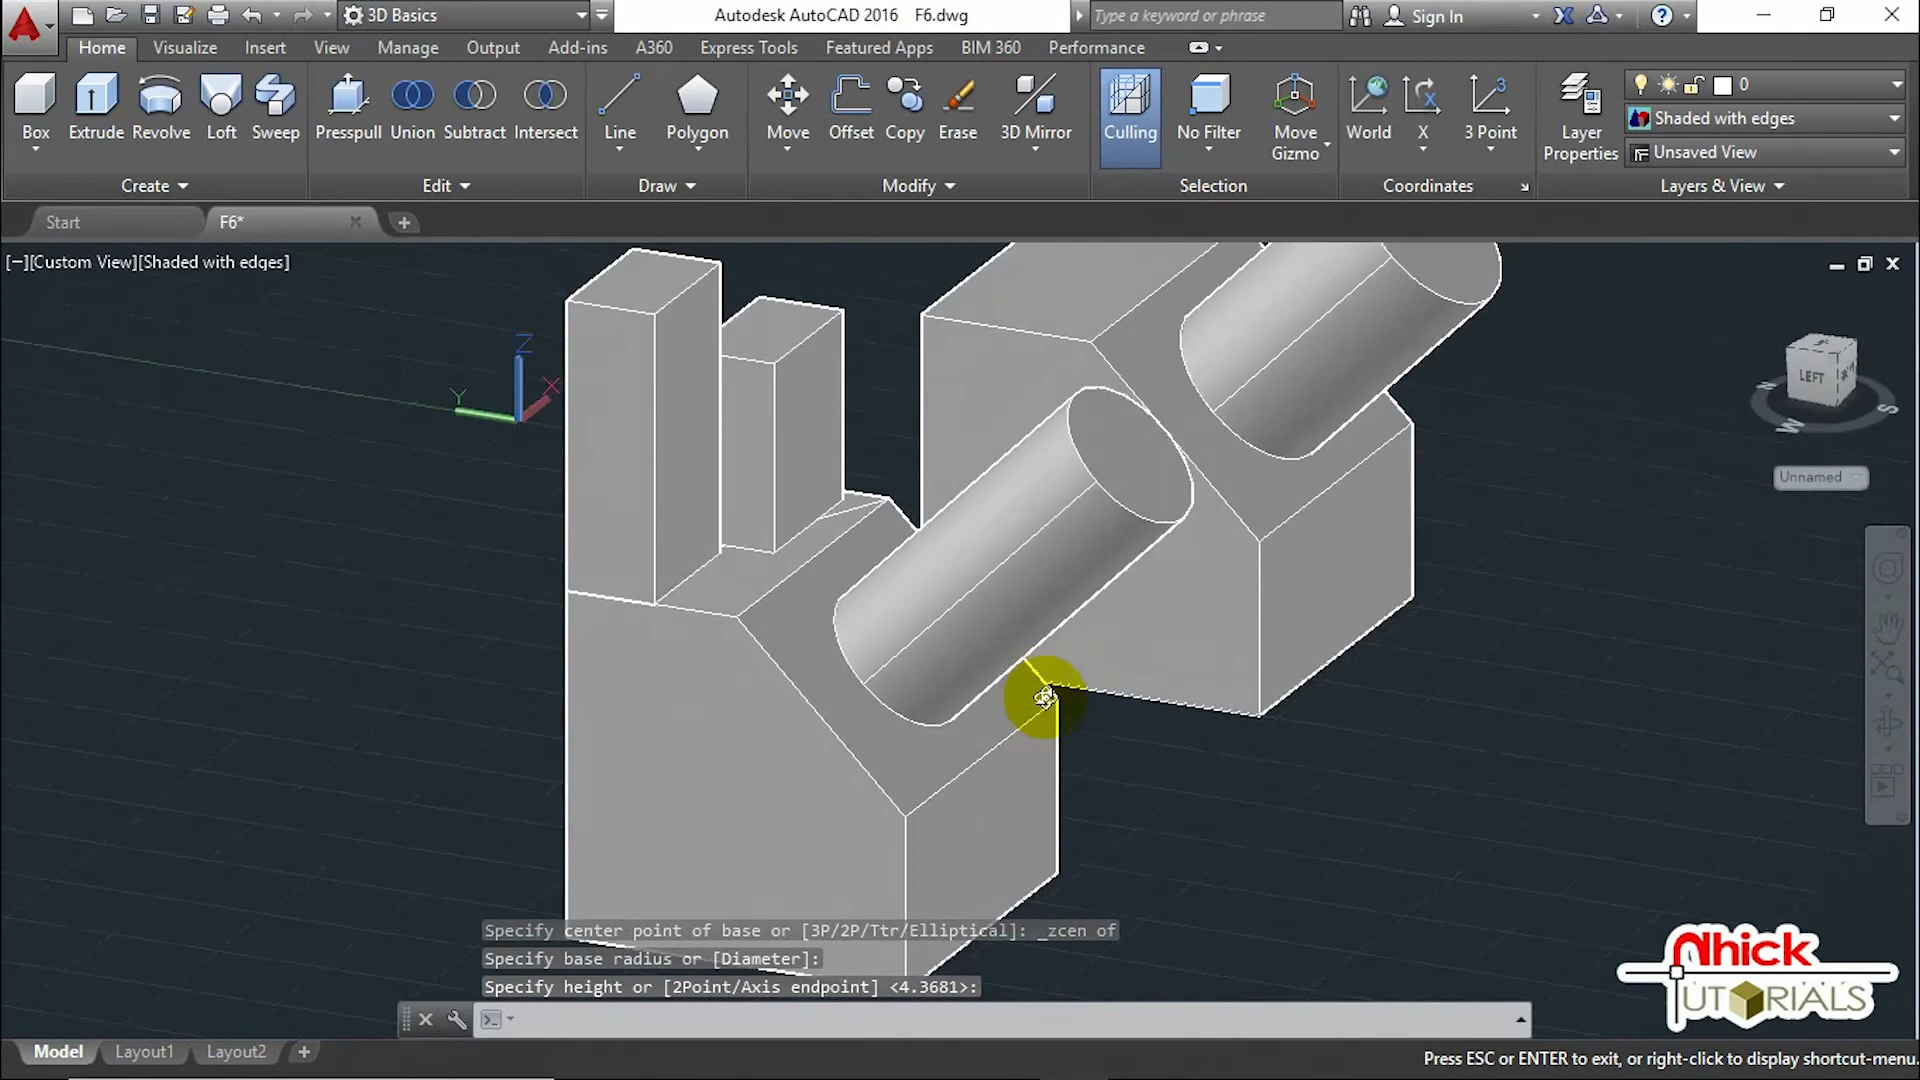 3D Basics
Autodesk AutoCAD 2016 F6.dwg
Type a keyword or phrase
Sign In
Home Visualize Insert View Manage Output Add-ins A360 Express Tools Featured Apps BIM 360 Performance
Box Extrude Revolve Loft Sweep Presspull Union Subtract Intersect Line Polygon Move Offset Copy Erase 3D Mirror Culling No Filter Move Gizmo World X 3 Point Layer Properties
0
Shaded with edges
Unsaved View
Create Edit Draw Modify Selection Coordinates Layers & View
Start F6*
[−][Custom View][Shaded with edges]
Z
Y X
LEFT
W S
Unnamed
Specify center point of base or [3P/2P/Ttr/Elliptical]: _zcen of
Specify base radius or [Diameter]:
Specify height or [2Point/Axis endpoint] <4.3681>:
Nhick
TUTORIALS
Model Layout1 Layout2
Press ESC or ENTER to exit, or right-click to display shortcut-menu.